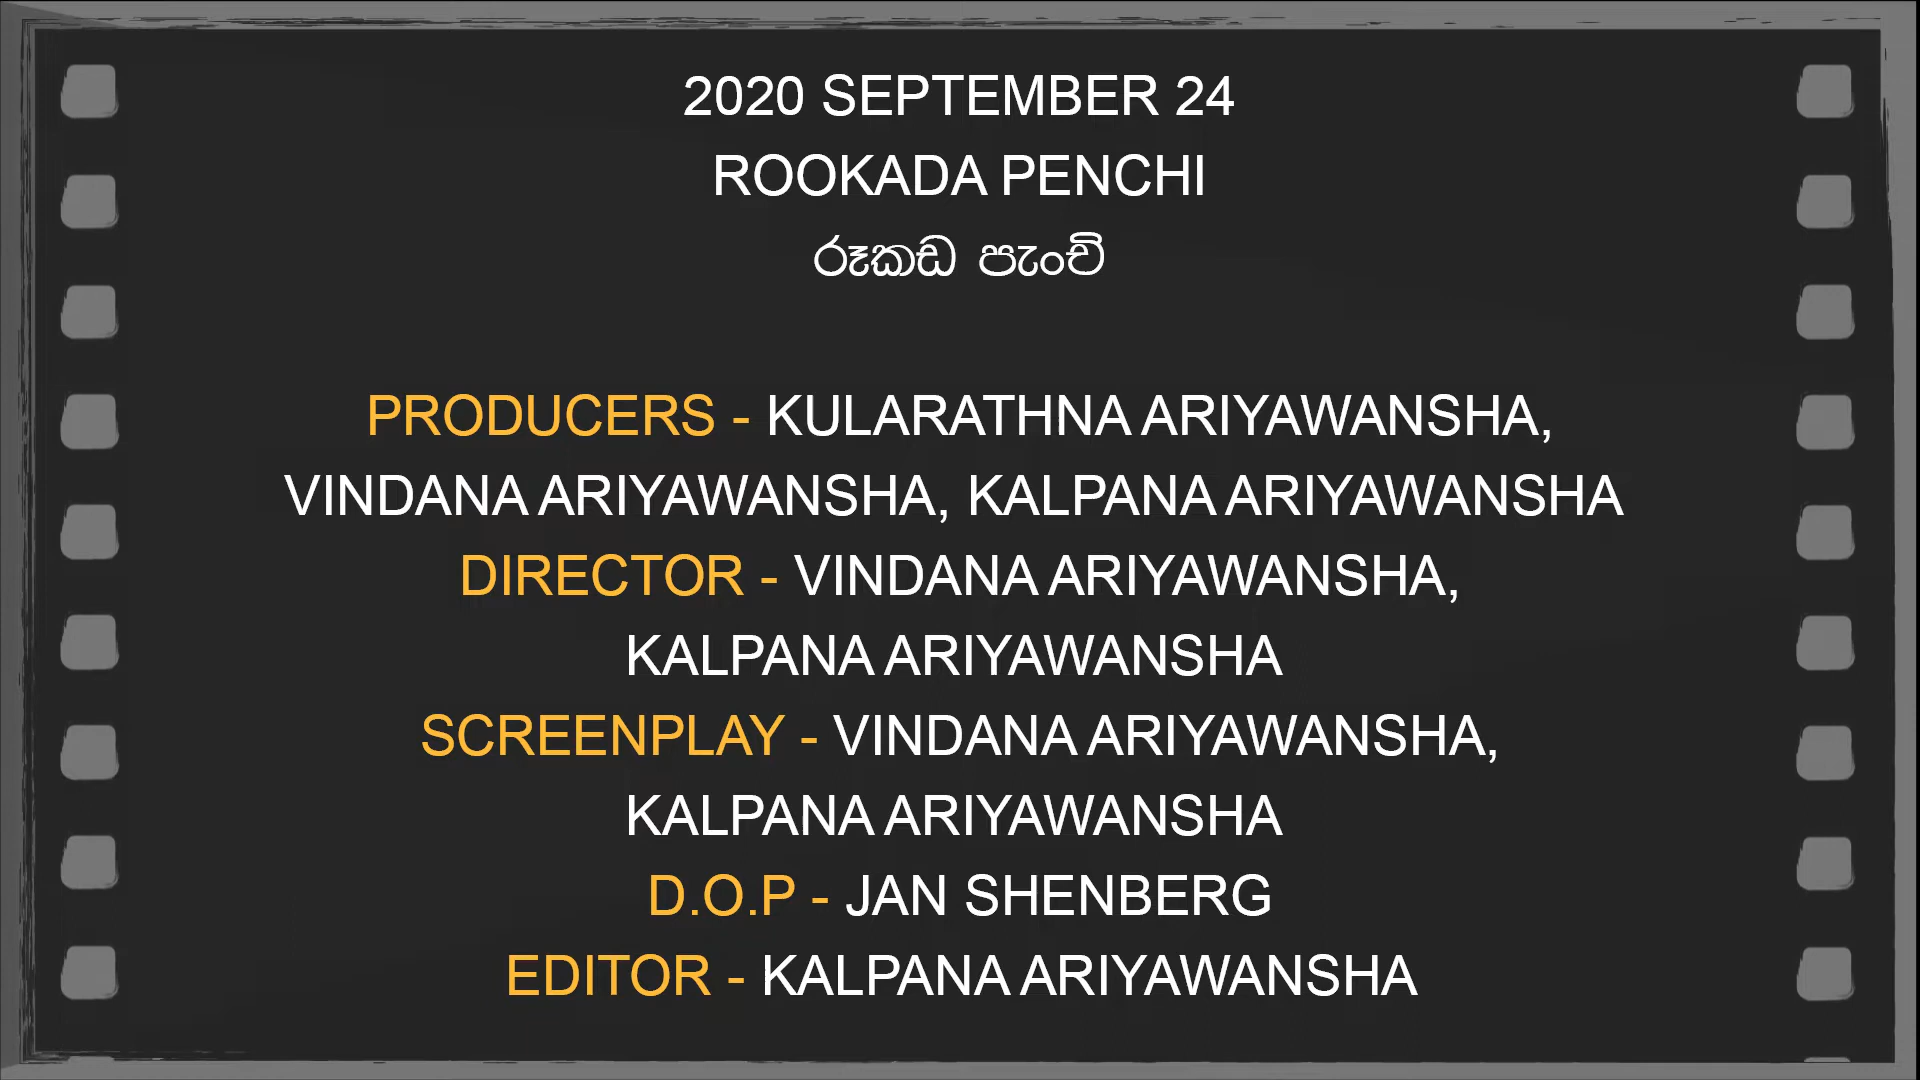 2020 SEPTEMBER 24
ROOKADA PENCHI
රූකඩ පැංචි
PRODUCERS - KULARATHNA ARIYAWANSHA,
VINDANA ARIYAWANSHA, KALPANA ARIYAWANSHA
DIRECTOR - VINDANA ARIYAWANSHA,
KALPANA ARIYAWANSHA
SCREENPLAY - VINDANA ARIYAWANSHA,
KALPANA ARIYAWANSHA
D.O.P - JAN SHENBERG
EDITOR - KALPANA ARIYAWANSHA